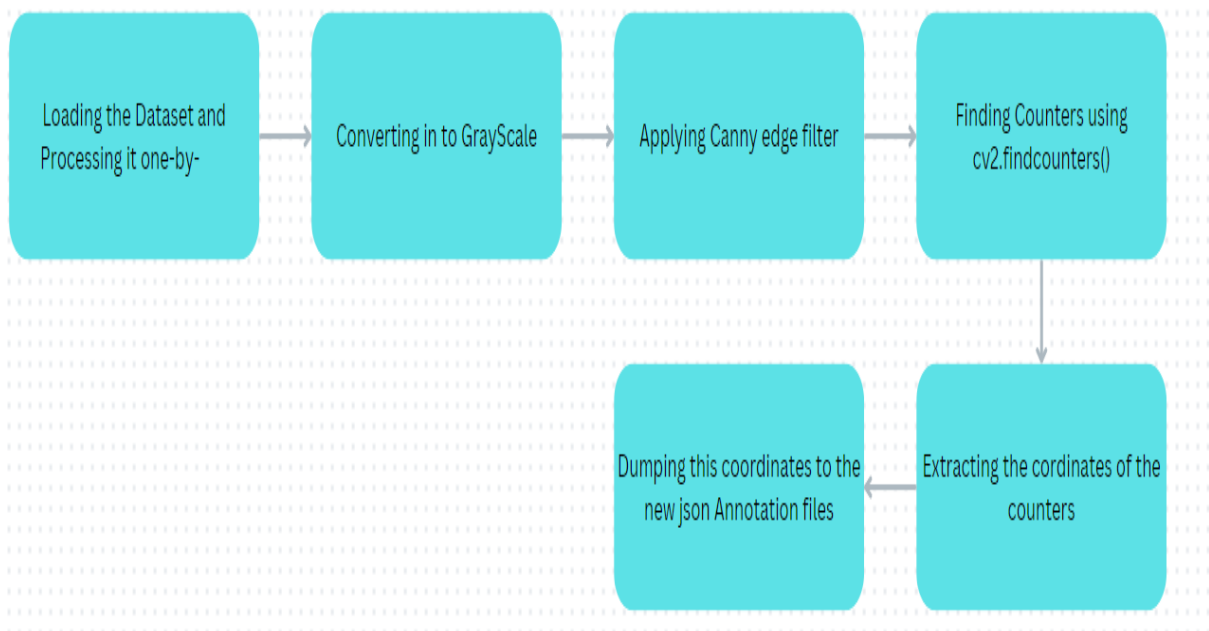 Loading the Dataset and
Processing it one-by-
Converting in to GrayScale
Applying Canny edge filter
Finding Counters using
cv2.findcounters()
Extracting the cordinates of the
counters
Dumping this coordinates to the
new json Annotation files